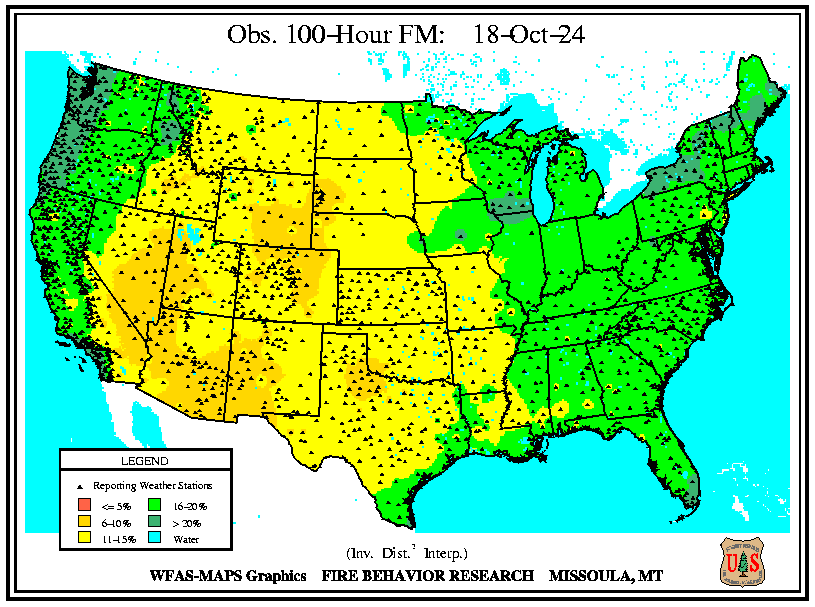 Obs. 100-Hour FM: 18-Oct-24
LEGEND
Reporting Weather Stations
<= 5%
16-20%
6-10%
> 20%
11-15%
Water
(Inv. Dist.² Interp.)
WFAS-MAPS Graphics FIRE BEHAVIOR RESEARCH MISSOULA, MT
U S